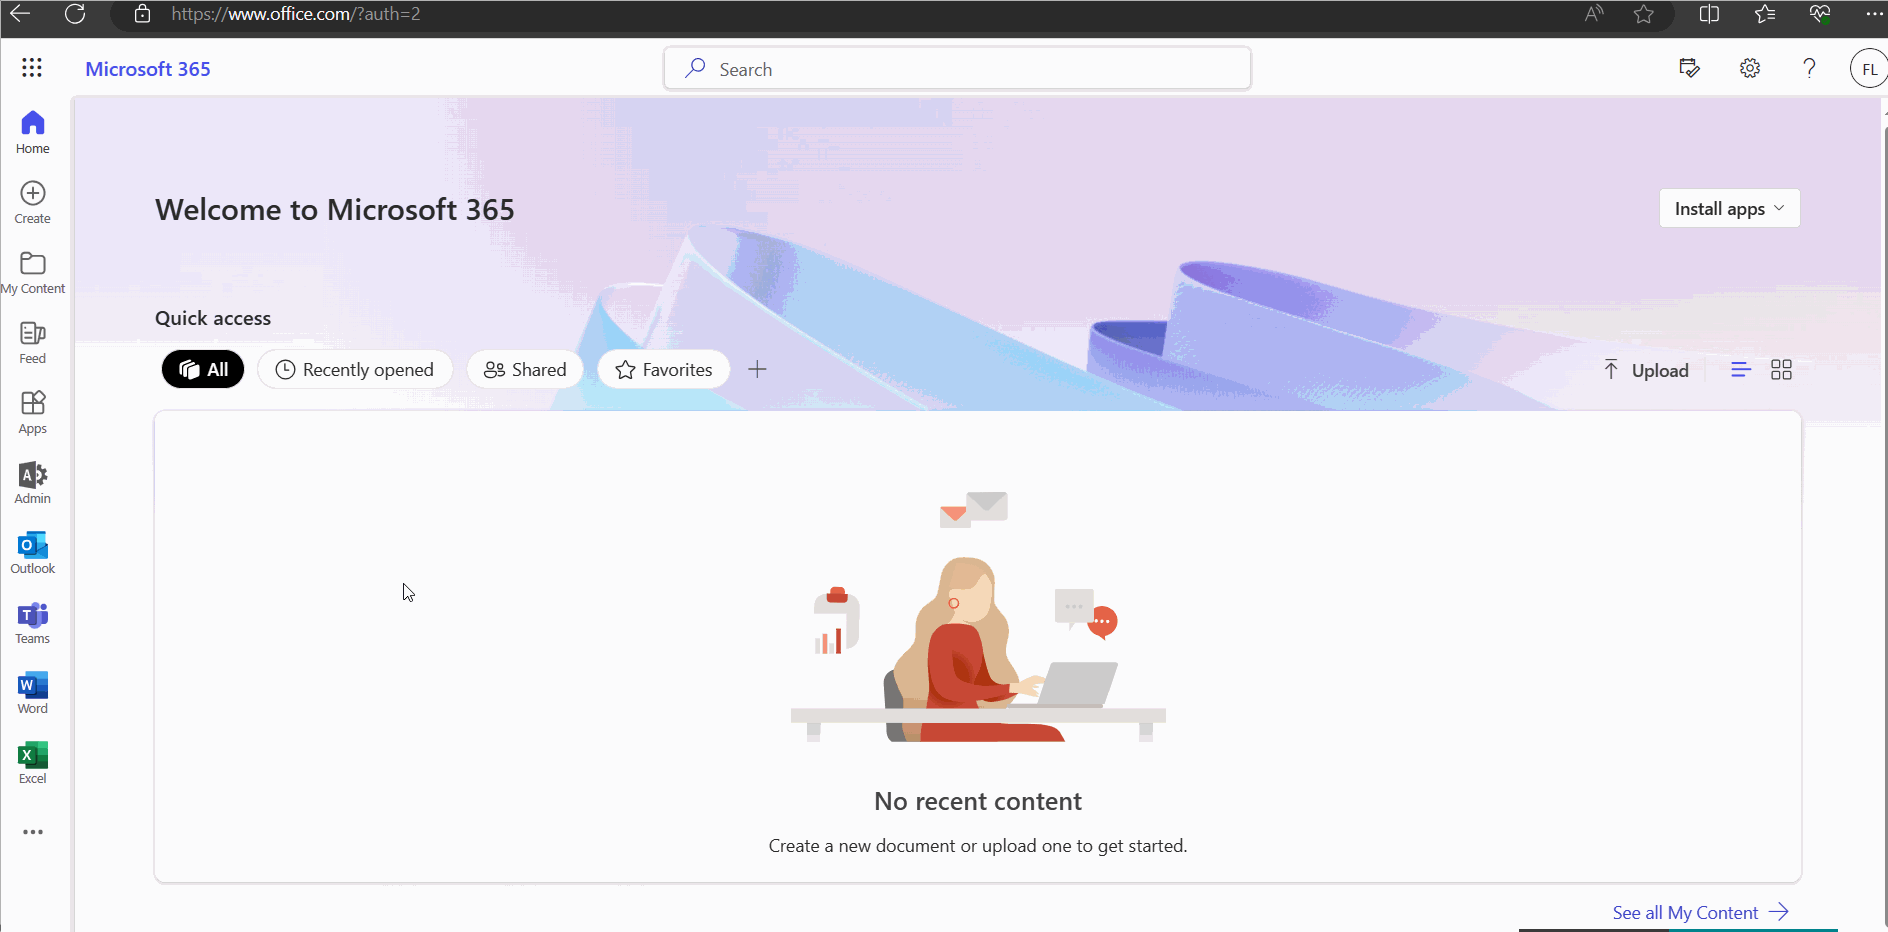 https://www.office.com/?auth=2
Microsoft 365
Search
FL
Home
Create
My Content
Feed
Apps
Admin
Outlook
Teams
Word
Excel
Welcome to Microsoft 365
Install apps
Quick access
All
Recently opened
Shared
Favorites
Upload
No recent content
Create a new document or upload one to get started.
See all My Content